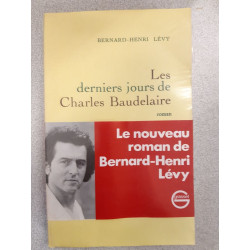 BERNARD-HENRI LÉVY
Les
derniers jours de
Charles Baudelaire
roman
Le nouveau
roman de
Bernard-Henri
Lévy